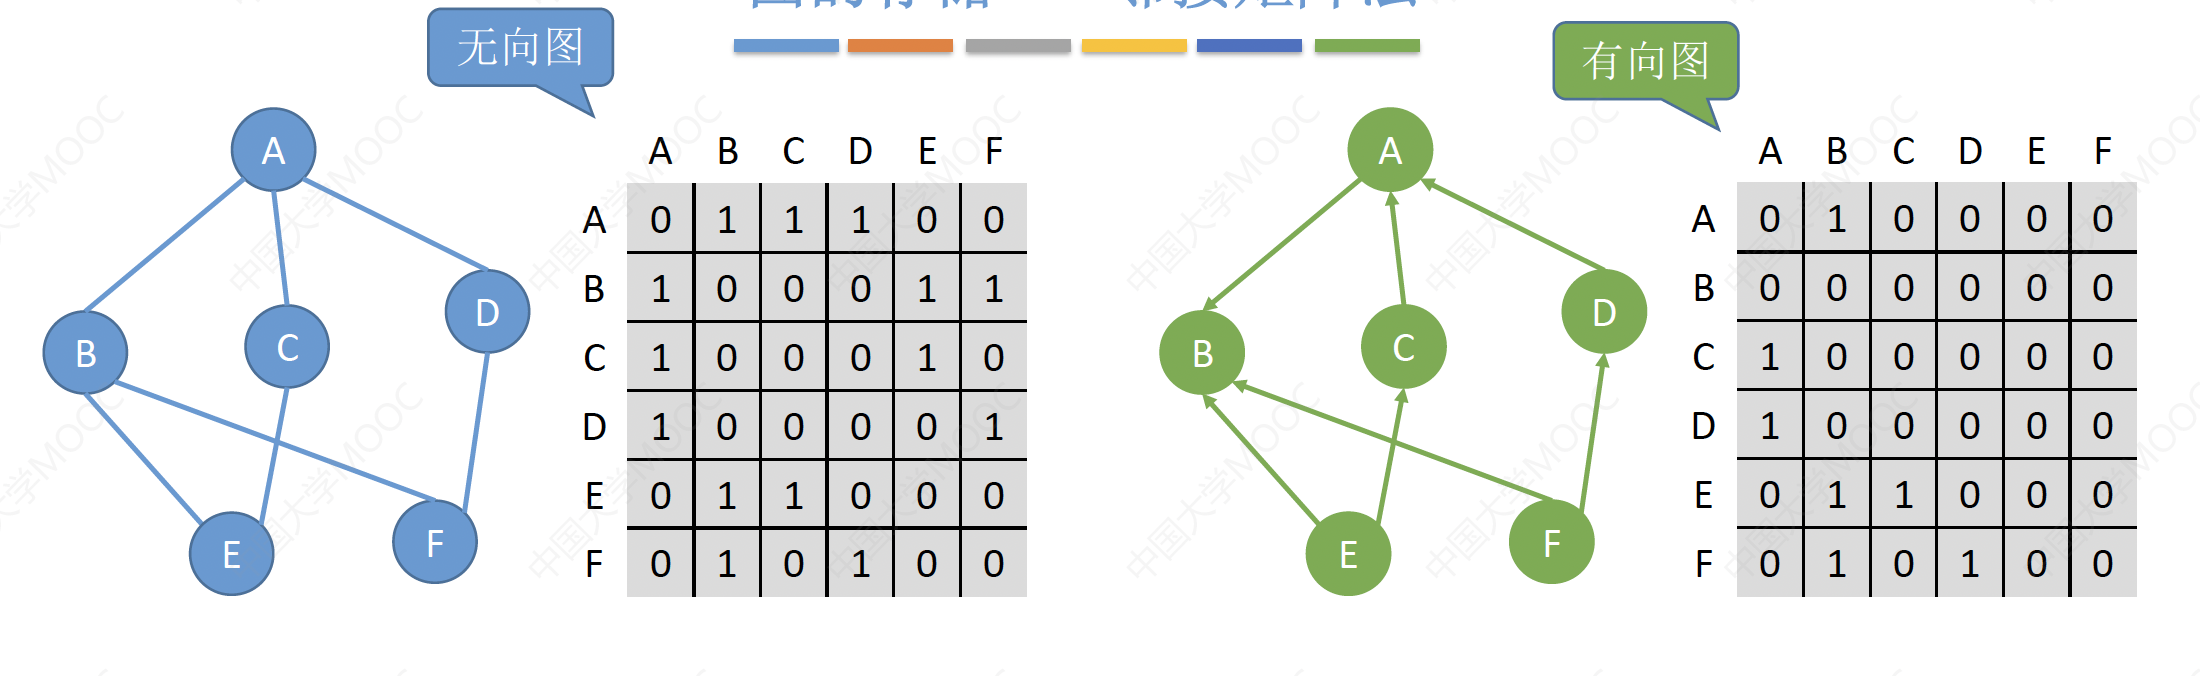 无向图
有向图
A
B
C
D
E
F
A B C D E F
A 0 1 1 1 0 0
B 1 0 0 0 1 1
C 1 0 0 0 1 0
D 1 0 0 0 0 1
E 0 1 1 0 0 0
F 0 1 0 1 0 0
A
B
C
D
E
F
A B C D E F
A 0 1 0 0 0 0
B 0 0 0 0 0 0
C 1 0 0 0 0 0
D 1 0 0 0 0 0
E 0 1 1 0 0 0
F 0 1 0 1 0 0
中国大学MOOC